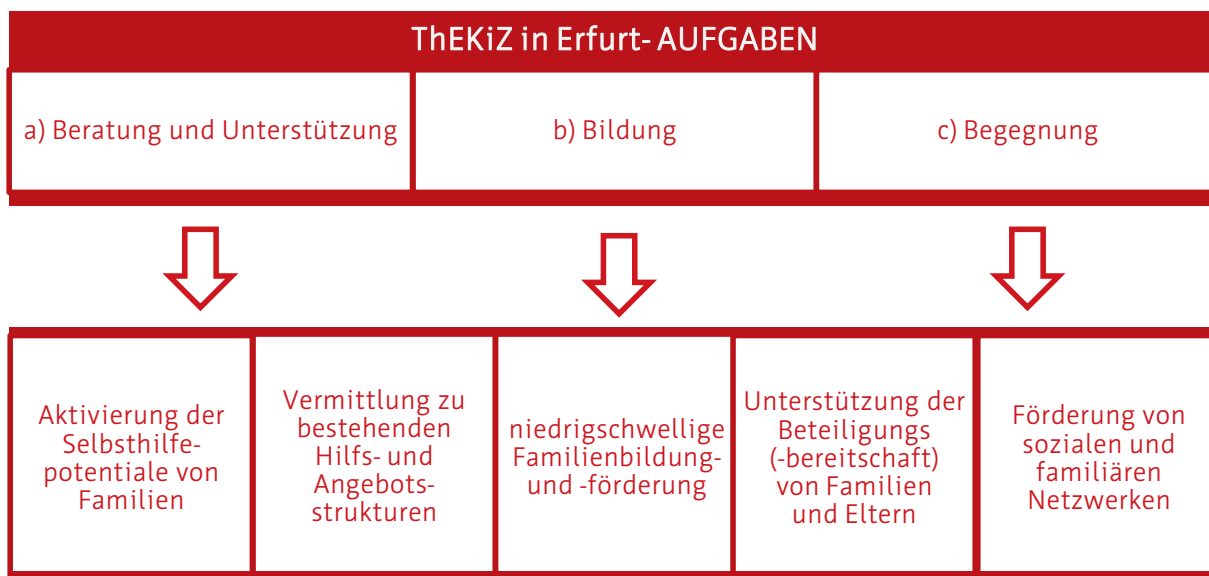 ThEKiZ in Erfurt- AUFGABEN
a) Beratung und Unterstützung
b) Bildung
c) Begegnung
Aktivierung der
Selbsthilfe-
potentiale von
Familien
Vermittlung zu
bestehenden
Hilfs- und
Angebots-
strukturen
niedrigschwellige
Familienbildung-
und -förderung
Unterstützung der
Beteiligungs
(-bereitschaft)
von Familien
und Eltern
Förderung von
sozialen und
familiären
Netzwerken